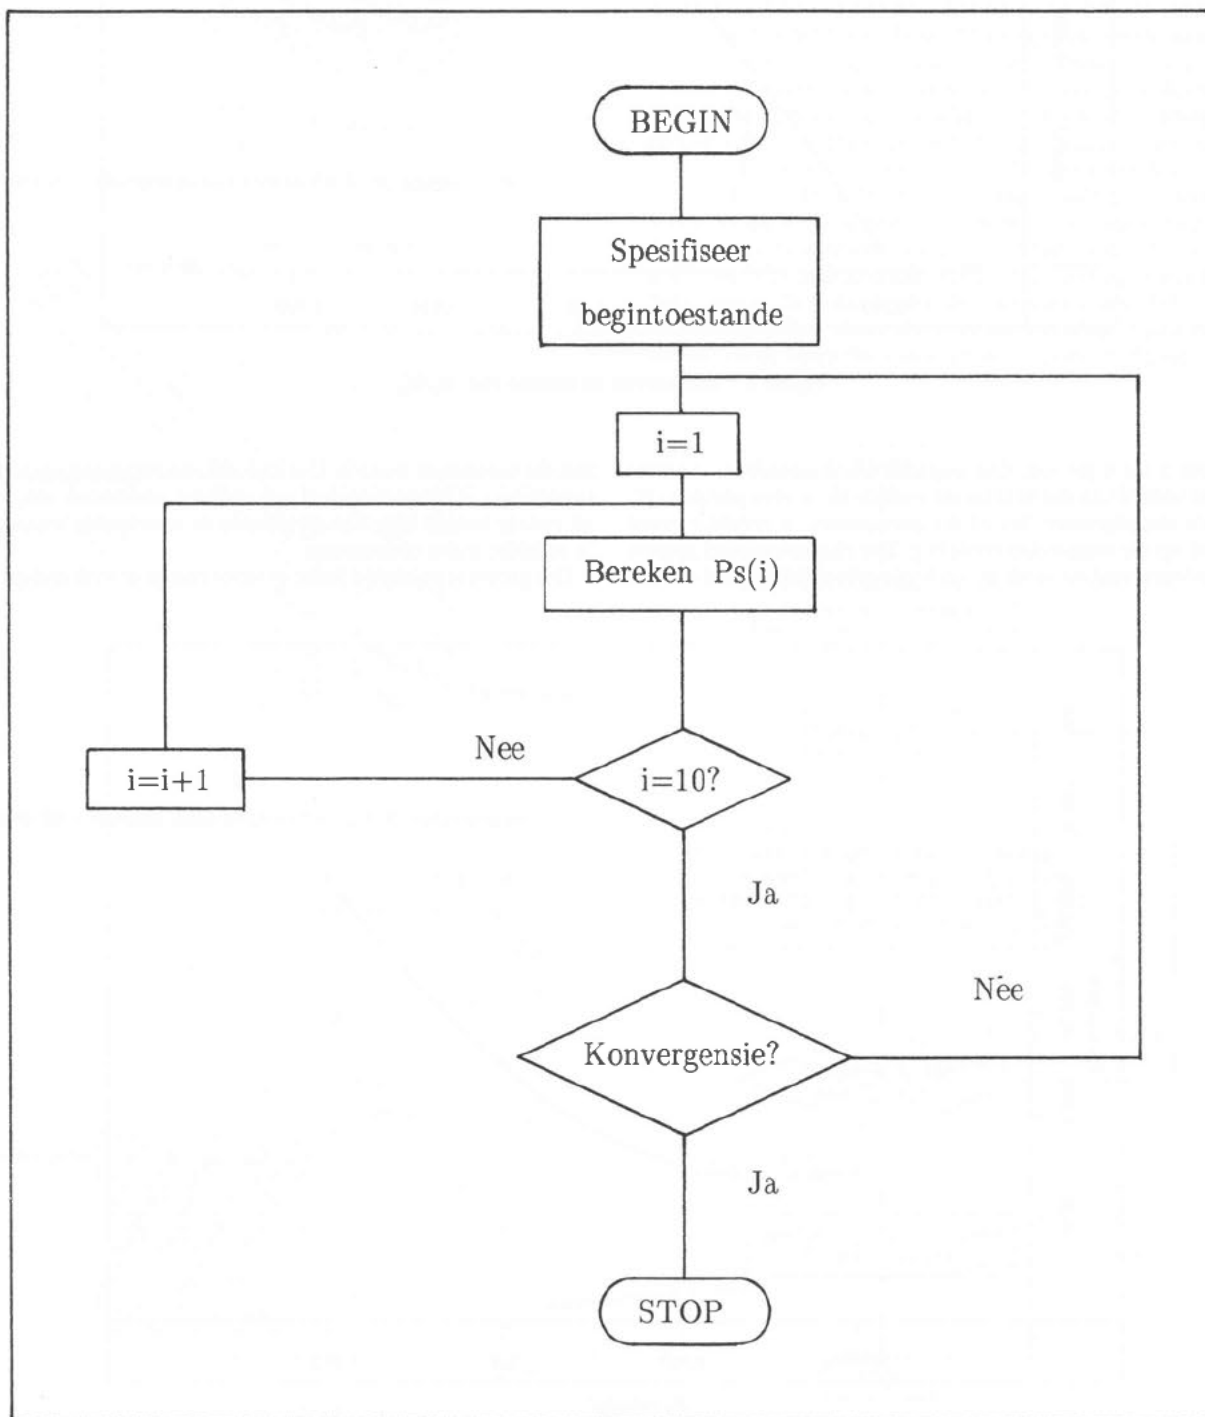 BEGIN
Spesifiseer
begintoestande
i=1
Bereken Ps(i)
Nee
i=i+1
i=10?
Ja
Nee
Konvergensie?
Ja
STOP